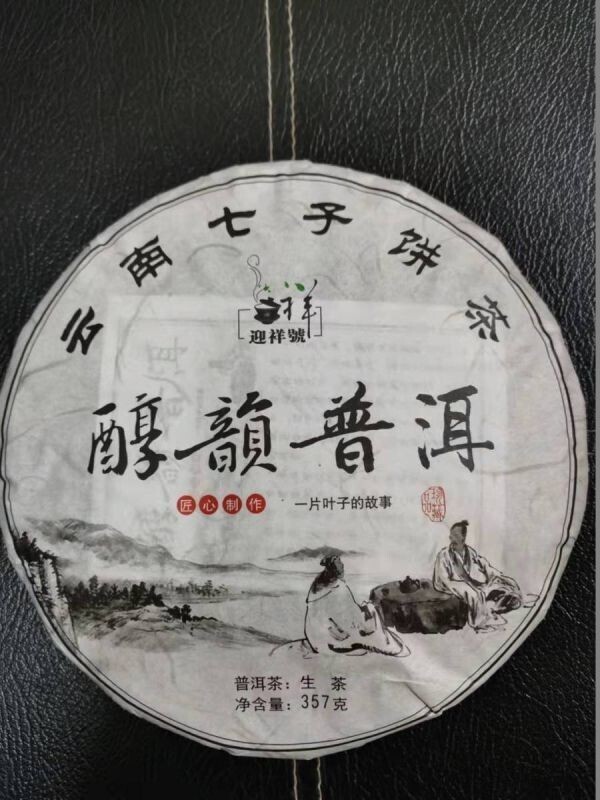 云南七子饼茶
迎祥號
醇韻普洱
匠心制作 一片叶子的故事
普洱茶：生 茶
净含量：357克